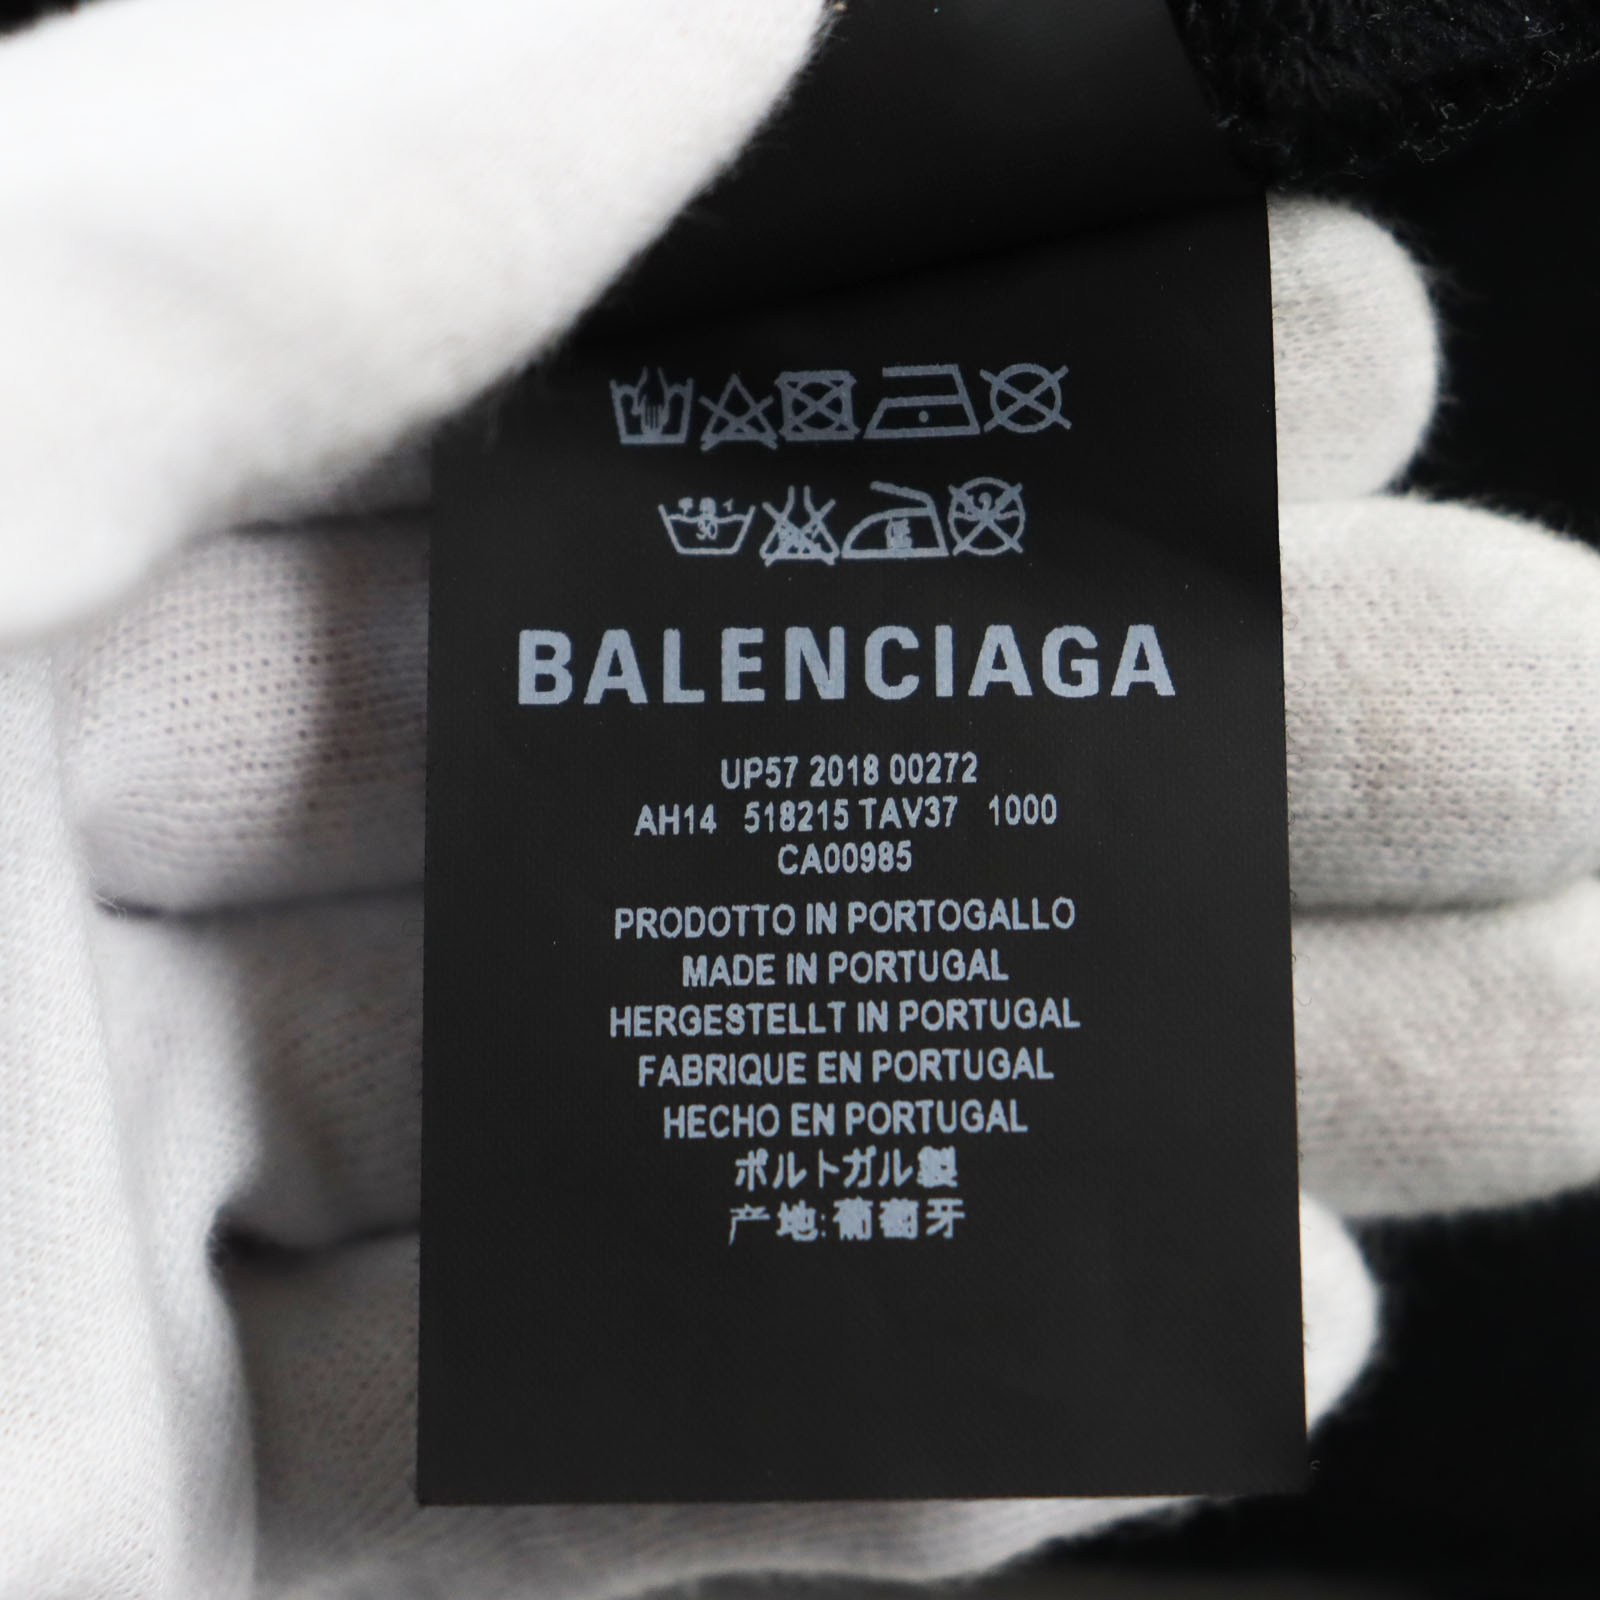 30
BALENCIAGA
UP57 2018 00272
AH14 518215 TAV37 1000
CA00985
PRODOTTO IN PORTOGALLO
MADE IN PORTUGAL
HERGESTELLT IN PORTUGAL
FABRIQUE EN PORTUGAL
HECHO EN PORTUGAL
ポルトガル製
产地:葡萄牙